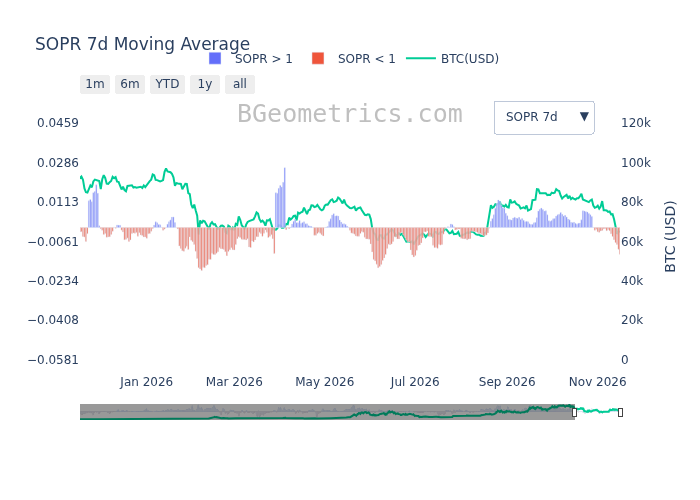 SOPR 7d Moving Average
SOPR > 1 SOPR < 1 BTC(USD)
1m 6m YTD 1y all
BGeometrics.com
SOPR 7d ▼
0.0459 120k
0.0286 100k
0.0113 80k
−0.0061 60k
−0.0234 40k
−0.0408 20k
−0.0581 0
BTC (USD)
Jan 2026 Mar 2026 May 2026 Jul 2026 Sep 2026 Nov 2026